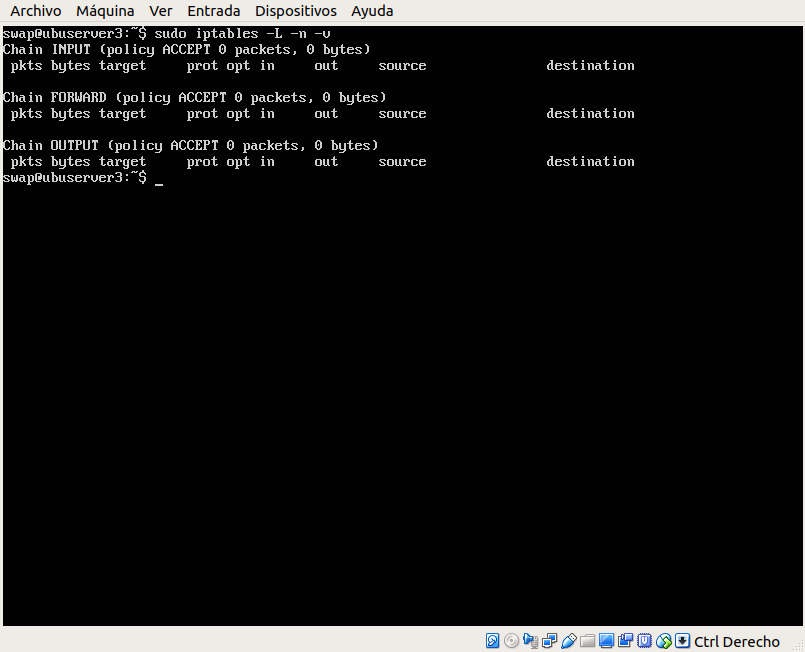 Archivo Máquina Ver Entrada Dispositivos Ayuda
swap@ubuserver3:~$ sudo iptables -L -n -v
Chain INPUT (policy ACCEPT 0 packets, 0 bytes)
 pkts bytes target     prot opt in     out     source               destination
Chain FORWARD (policy ACCEPT 0 packets, 0 bytes)
 pkts bytes target     prot opt in     out     source               destination
Chain OUTPUT (policy ACCEPT 0 packets, 0 bytes)
 pkts bytes target     prot opt in     out     source               destination
swap@ubuserver3:~$ _
Ctrl Derecho